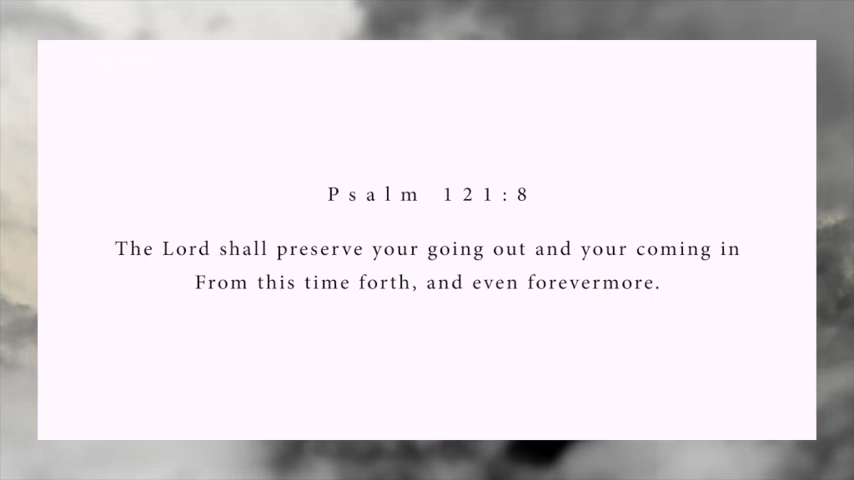 Psalm 121:8
The Lord shall preserve your going out and your coming in
From this time forth, and even forevermore.